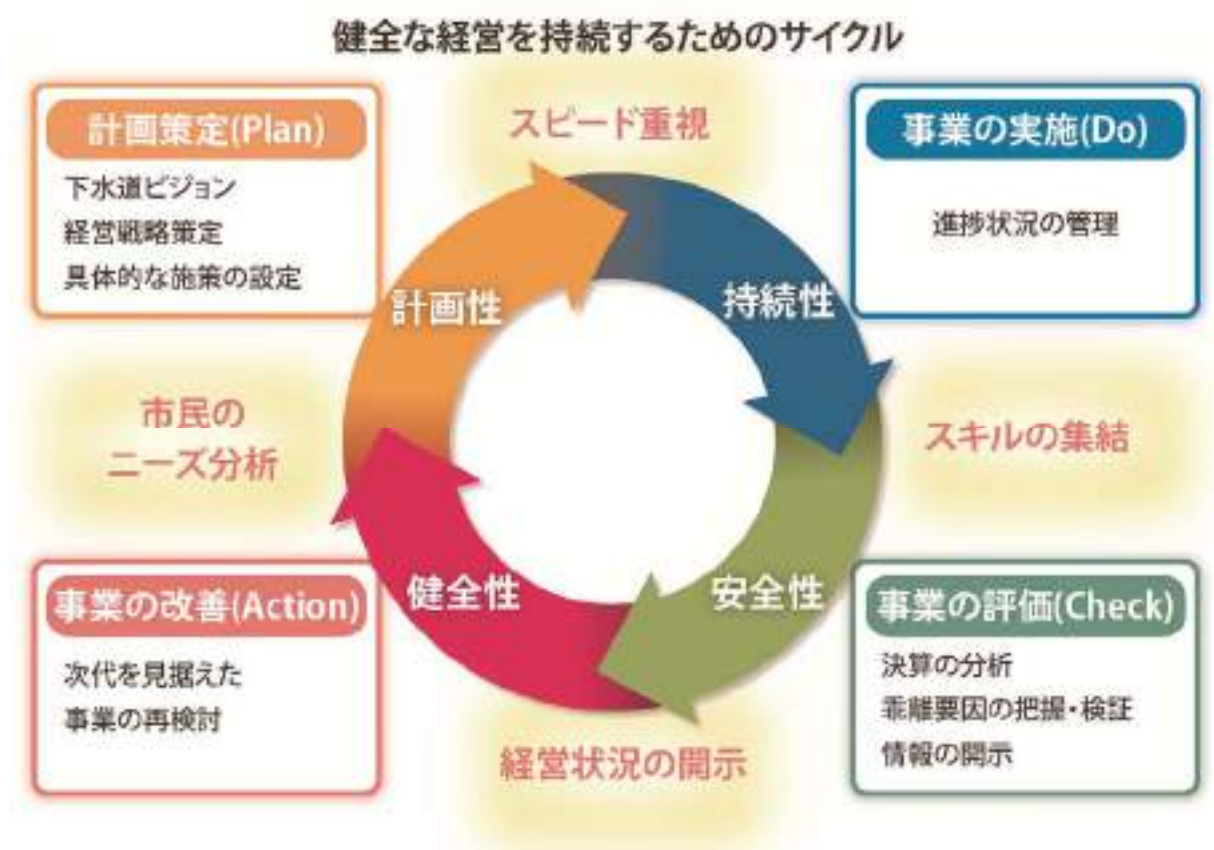 健全な経営を持続するためのサイクル
計画策定(Plan)
下水道ビジョン
経営戦略策定
具体的な施策の設定
スピード重視
事業の実施(Do)
進捗状況の管理
計画性
持続性
市民の
ニーズ分析
スキルの集結
健全性
安全性
事業の改善(Action)
次代を見据えた
事業の再検討
経営状況の開示
事業の評価(Check)
決算の分析
乖離要因の把握・検証
情報の開示